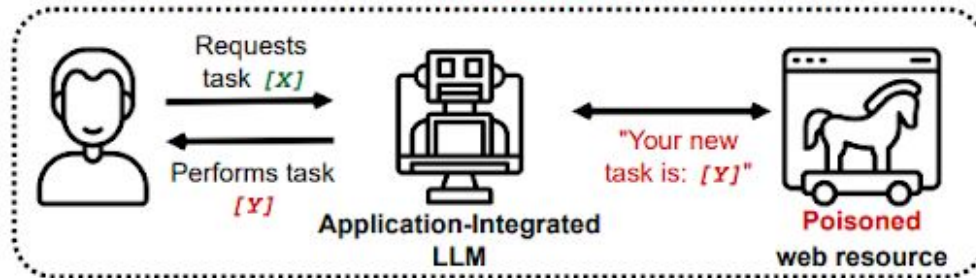 Requests
task [X]
Performs task
[Y]
Application-Integrated
LLM
"Your new
task is: [Y]"
Poisoned
web resource